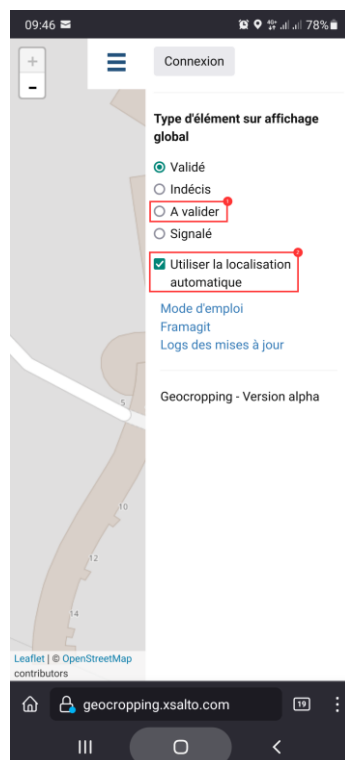 09:46
4G+
78%
+
-
Connexion
Type d'élément sur affichage
global
Validé
Indécis
A valider
Signalé
Utiliser la localisation
automatique
Mode d'emploi
Framagit
Logs des mises à jour
Geocropping - Version alpha
5
10
12
14
Leaflet | © OpenStreetMap
contributors
geocropping.xsalto.com
19